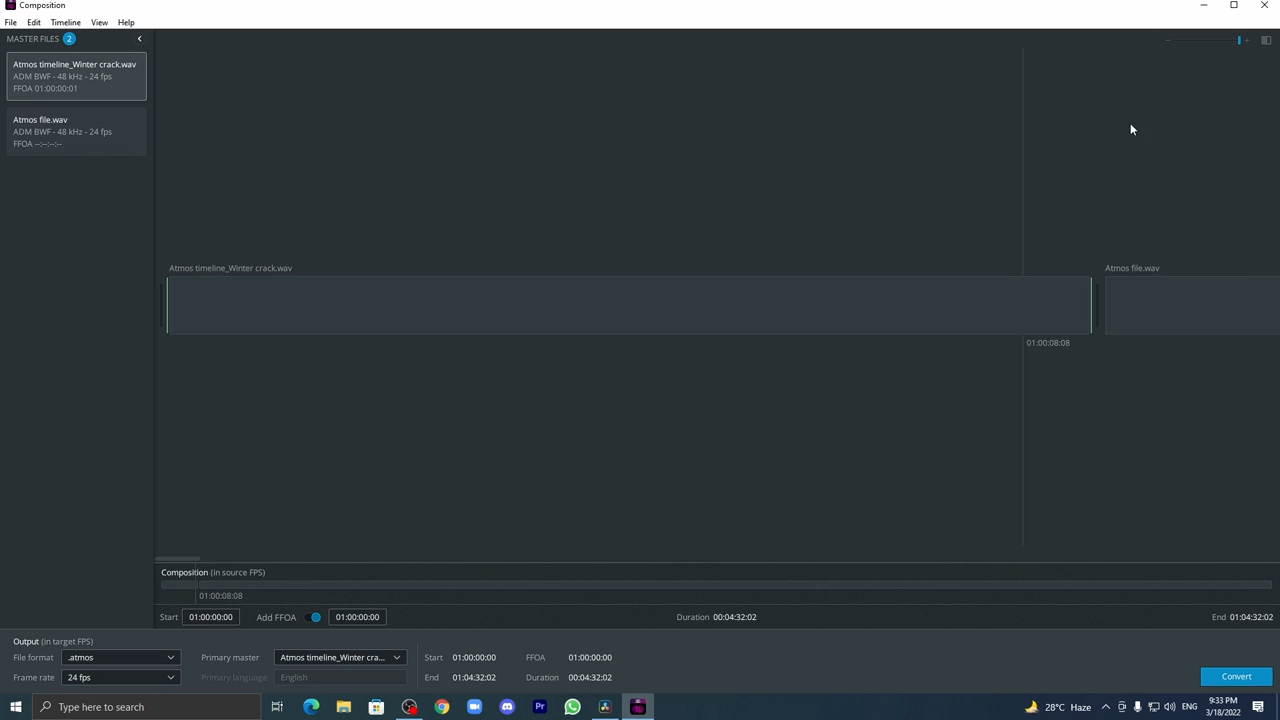 Composition
File Edit Timeline View Help
MASTER FILES 2
Atmos timeline_Winter crack.wav
ADM BWF - 48 kHz - 24 fps
FFOA 01:00:00:01
Atmos file.wav
ADM BWF - 48 kHz - 24 fps
FFOA --:--:--:--
Atmos timeline_Winter crack.wav
Atmos file.wav
01:00:08:08
Composition (in source FPS)
01:00:08:08
Start 01:00:00:00 Add FFOA 01:00:00:00 Duration 00:04:32:02 End 01:04:32:02
Output (in target FPS)
File format .atmos Primary master Atmos timeline_Winter cra... Start 01:00:00:00 FFOA 01:00:00:00
Frame rate 24 fps Primary language English End 01:04:32:02 Duration 00:04:32:02
Convert
Type here to search
28°C Haze
ENG
9:33 PM
3/18/2022